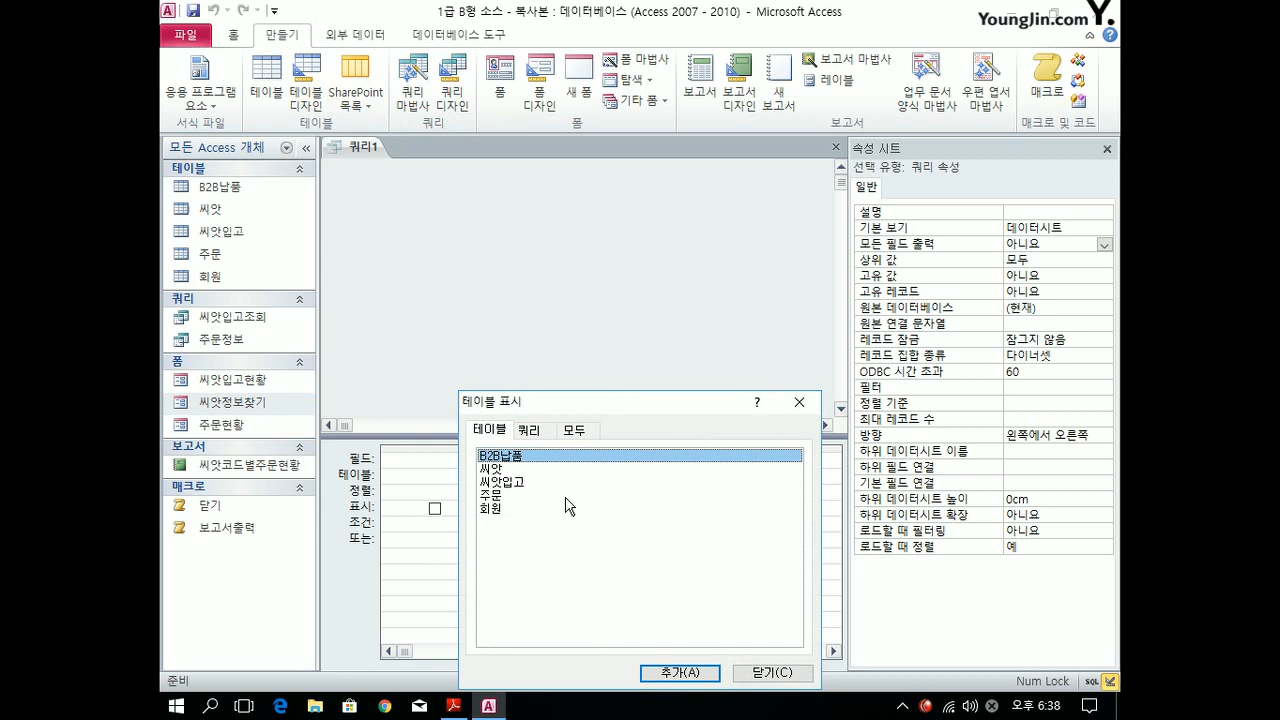 1급 B형 소스 - 복사본 : 데이터베이스 (Access 2007 - 2010) - Microsoft Access
YoungJin.com Y.
파일 홈 만들기 외부 데이터 데이터베이스 도구
응용 프로그램 요소
테이블
테이블 디자인
SharePoint 목록
쿼리 마법사
쿼리 디자인
폼
폼 디자인
새 폼
폼 마법사
탐색
기타 폼
보고서
보고서 디자인
새 보고서
보고서 마법사
레이블
업무 문서 양식 마법사
우편 엽서 마법사
매크로
서식 파일 테이블 쿼리 폼 보고서 매크로 및 코드
모든 Access 개체
테이블
B2B납품
씨앗
씨앗입고
주문
회원
쿼리
씨앗입고조회
주문정보
폼
씨앗입고현황
씨앗정보찾기
주문현황
보고서
씨앗코드별주문현황
매크로
닫기
보고서출력
쿼리1
필드:
테이블:
정렬:
표시:
조건:
또는:
테이블 표시
테이블 쿼리 모두
B2B납품
씨앗
씨앗입고
주문
회원
추가(A) 닫기(C)
속성 시트
선택 유형: 쿼리 속성
일반
설명
기본 보기 데이터시트
모든 필드 출력 아니요
상위 값 모두
고유 값 아니요
고유 레코드 아니요
원본 데이터베이스 (현재)
원본 연결 문자열
레코드 잠금 잠그지 않음
레코드 집합 종류 다이너셋
ODBC 시간 초과 60
필터
정렬 기준
최대 레코드 수
방향 왼쪽에서 오른쪽
하위 데이터시트 이름
하위 필드 연결
기본 필드 연결
하위 데이터시트 높이 0cm
하위 데이터시트 확장 아니요
로드할 때 필터링 아니요
로드할 때 정렬 예
준비
Num Lock
SQL
오후 6:38